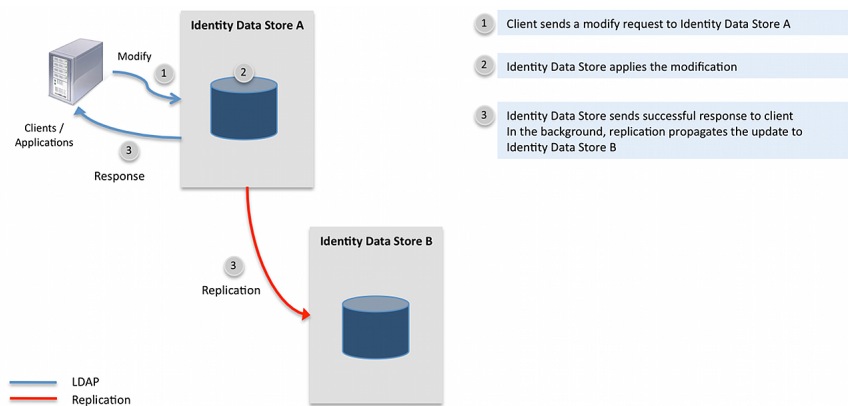 Identity Data Store A
Modify
1
2
Clients /
Applications
3
Response
3
Replication
Identity Data Store B
LDAP
Replication
1 Client sends a modify request to Identity Data Store A
2 Identity Data Store applies the modification
3 Identity Data Store sends successful response to client
In the background, replication propagates the update to
Identity Data Store B